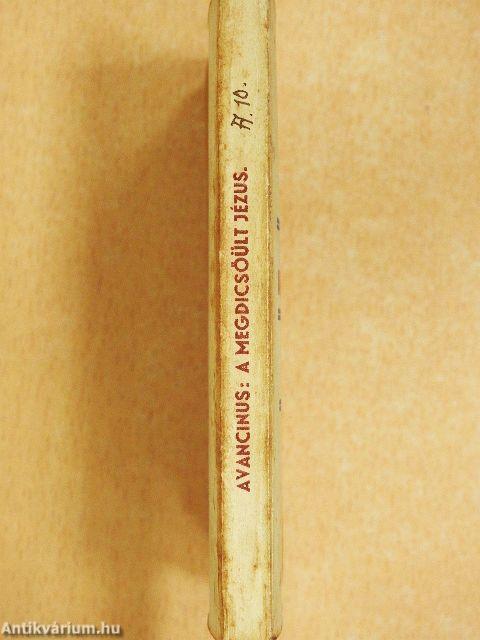 A. 10.
AVANCINUS: A MEGDICSŐÜLT JÉZUS.
Antikvárium.hu